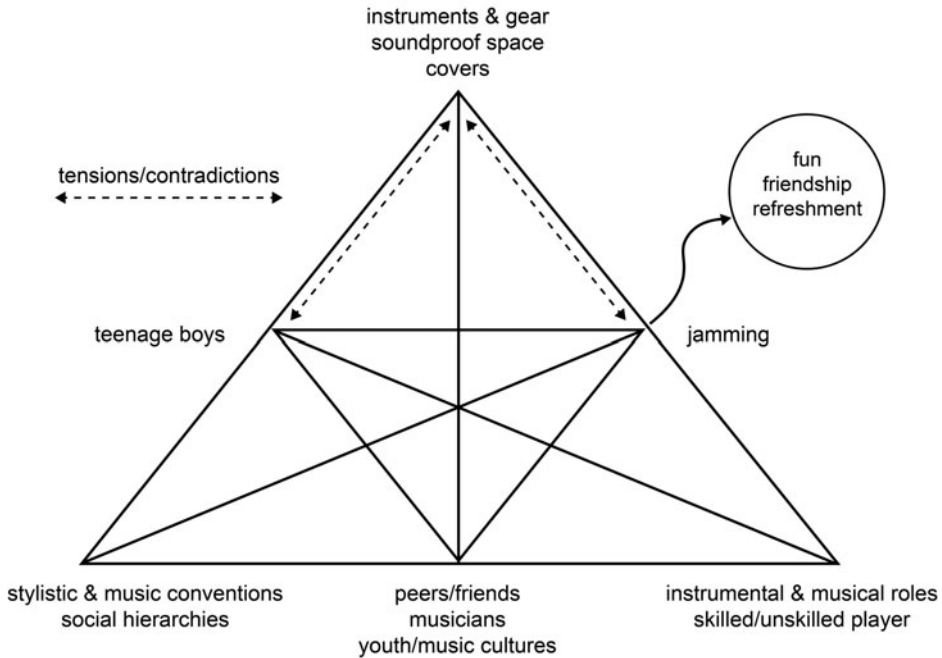 instruments & gear
soundproof space
covers
fun
friendship
refreshment
tensions/contradictions
teenage boys
jamming
stylistic & music conventions
social hierarchies
peers/friends
musicians
youth/music cultures
instrumental & musical roles
skilled/unskilled player